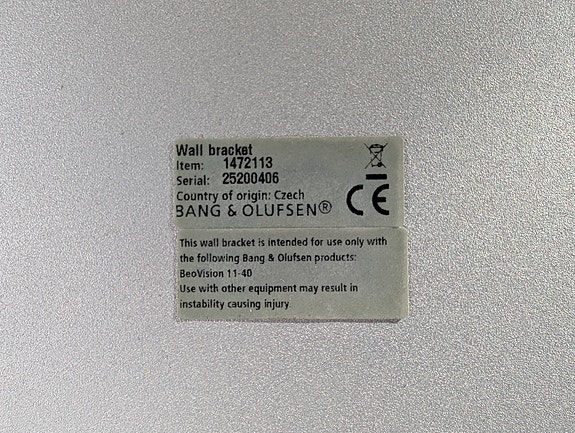 Wall bracket
Item: 1472113
Serial: 25200406
Country of origin: Czech
BANG & OLUFSEN®
CE
This wall bracket is intended for use only with
the following Bang & Olufsen products:
BeoVision 11-40
Use with other equipment may result in
instability causing injury